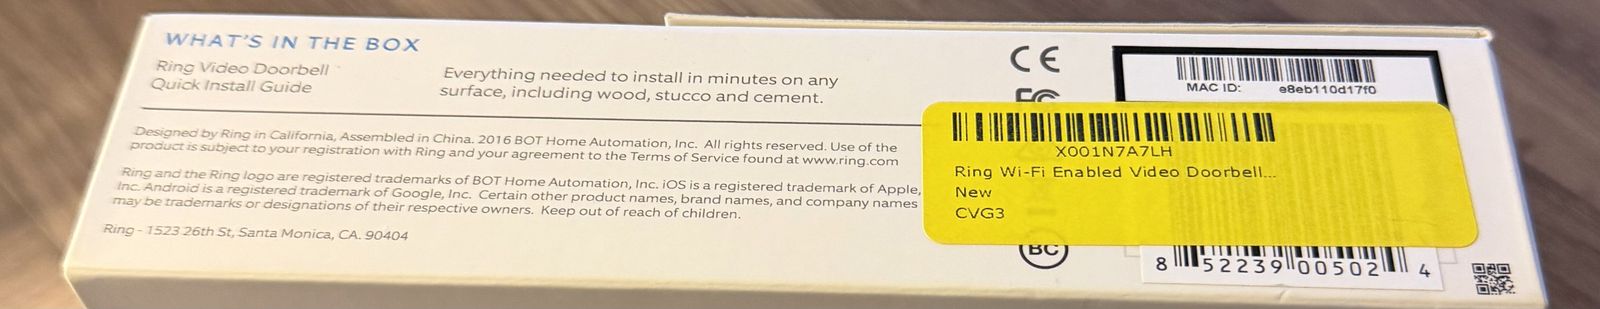 WHAT'S IN THE BOX
Ring Video Doorbell
Quick Install Guide
Everything needed to install in minutes on any
surface, including wood, stucco and cement.
Designed by Ring in California, Assembled in China. 2016 BOT Home Automation, Inc. All rights reserved. Use of the
product is subject to your registration with Ring and your agreement to the Terms of Service found at www.ring.com
Ring and the Ring logo are registered trademarks of BOT Home Automation, Inc. iOS is a registered trademark of Apple,
Inc. Android is a registered trademark of Google, Inc. Certain other product names, brand names, and company names
may be trademarks or designations of their respective owners. Keep out of reach of children.
Ring - 1523 26th St, Santa Monica, CA. 90404
CE
FC
BC
MAC ID: e8eb110d17f0
X001N7A7LH
Ring Wi-Fi Enabled Video Doorbell...
New
CVG3
8 52239 00502 4